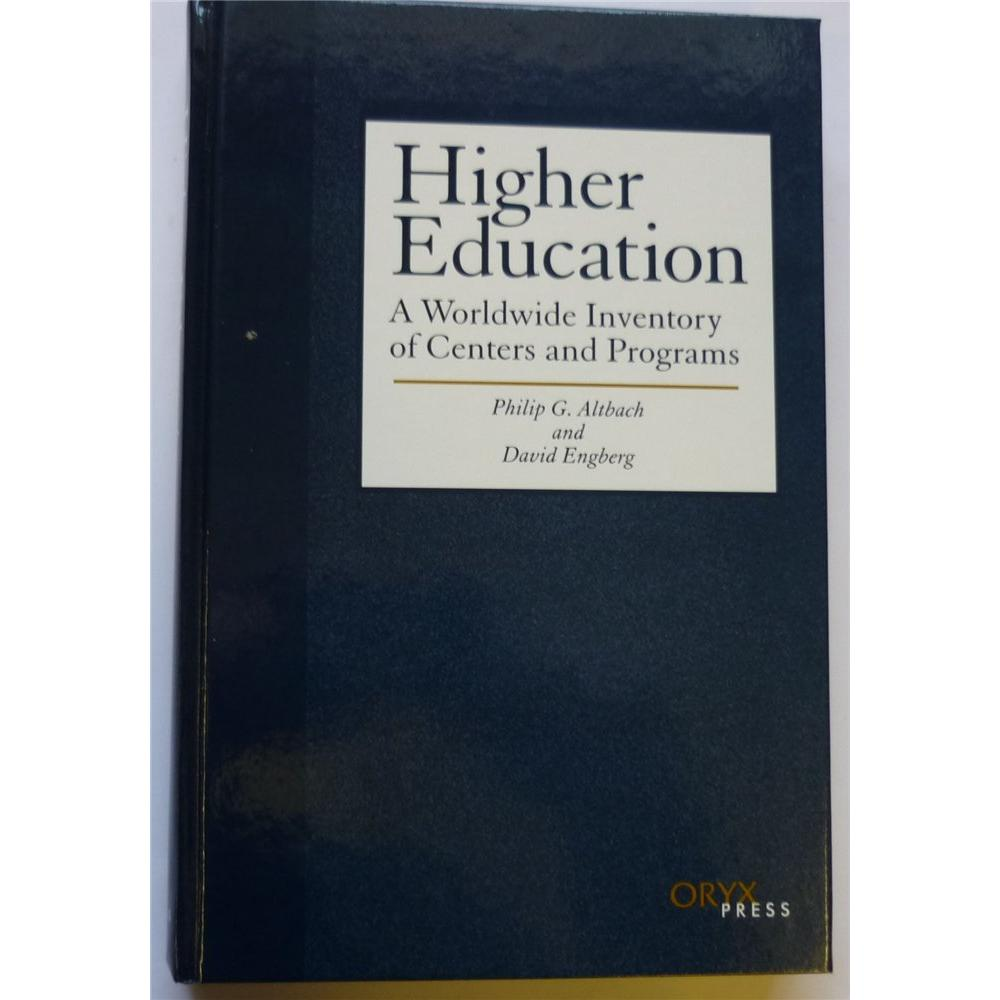 Higher
Education
A Worldwide Inventory
of Centers and Programs
Philip G. Altbach
and
David Engberg
ORYX
PRESS